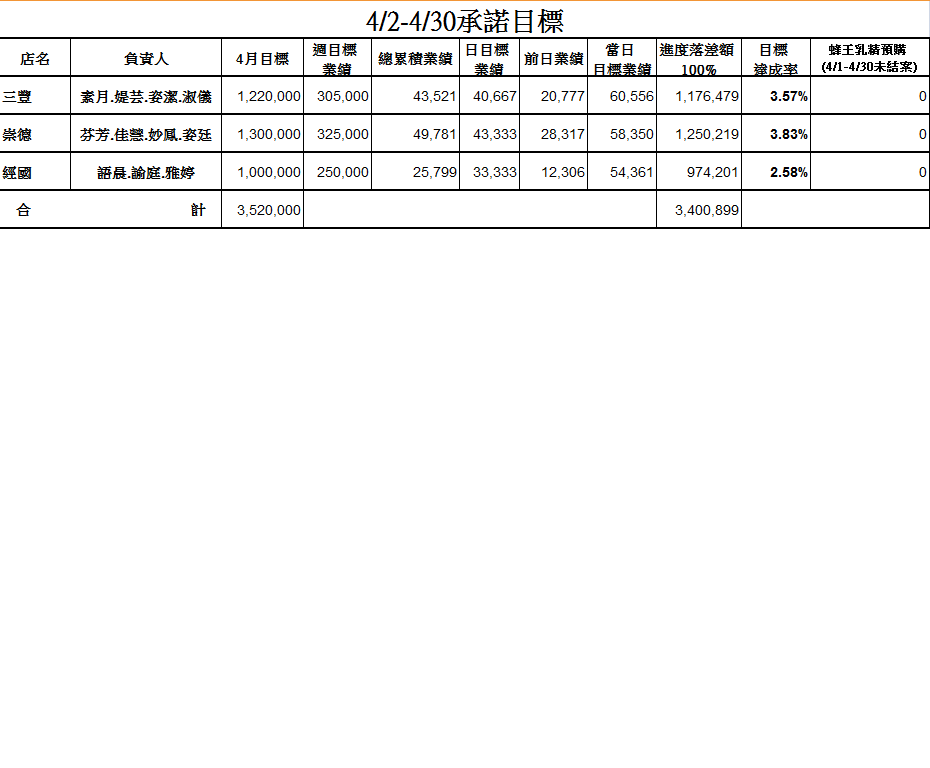 4/2-4/30承諾目標
店名 負責人 4月目標 週目標業績 總累積業績 日目標業績 前日業績 當日目標業績 進度落差額100% 目標達成率 蜂王乳精預購(4/1-4/30未結案)
三豐 素月.媞芸.姿潔.淑儀 1,220,000 305,000 43,521 40,667 20,777 60,556 1,176,479 3.57% 0
崇德 芬芳.佳慧.妙鳳.姿廷 1,300,000 325,000 49,781 43,333 28,317 58,350 1,250,219 3.83% 0
經國 語晨.諭庭.雅婷 1,000,000 250,000 25,799 33,333 12,306 54,361 974,201 2.58% 0
合計 3,520,000 3,400,899